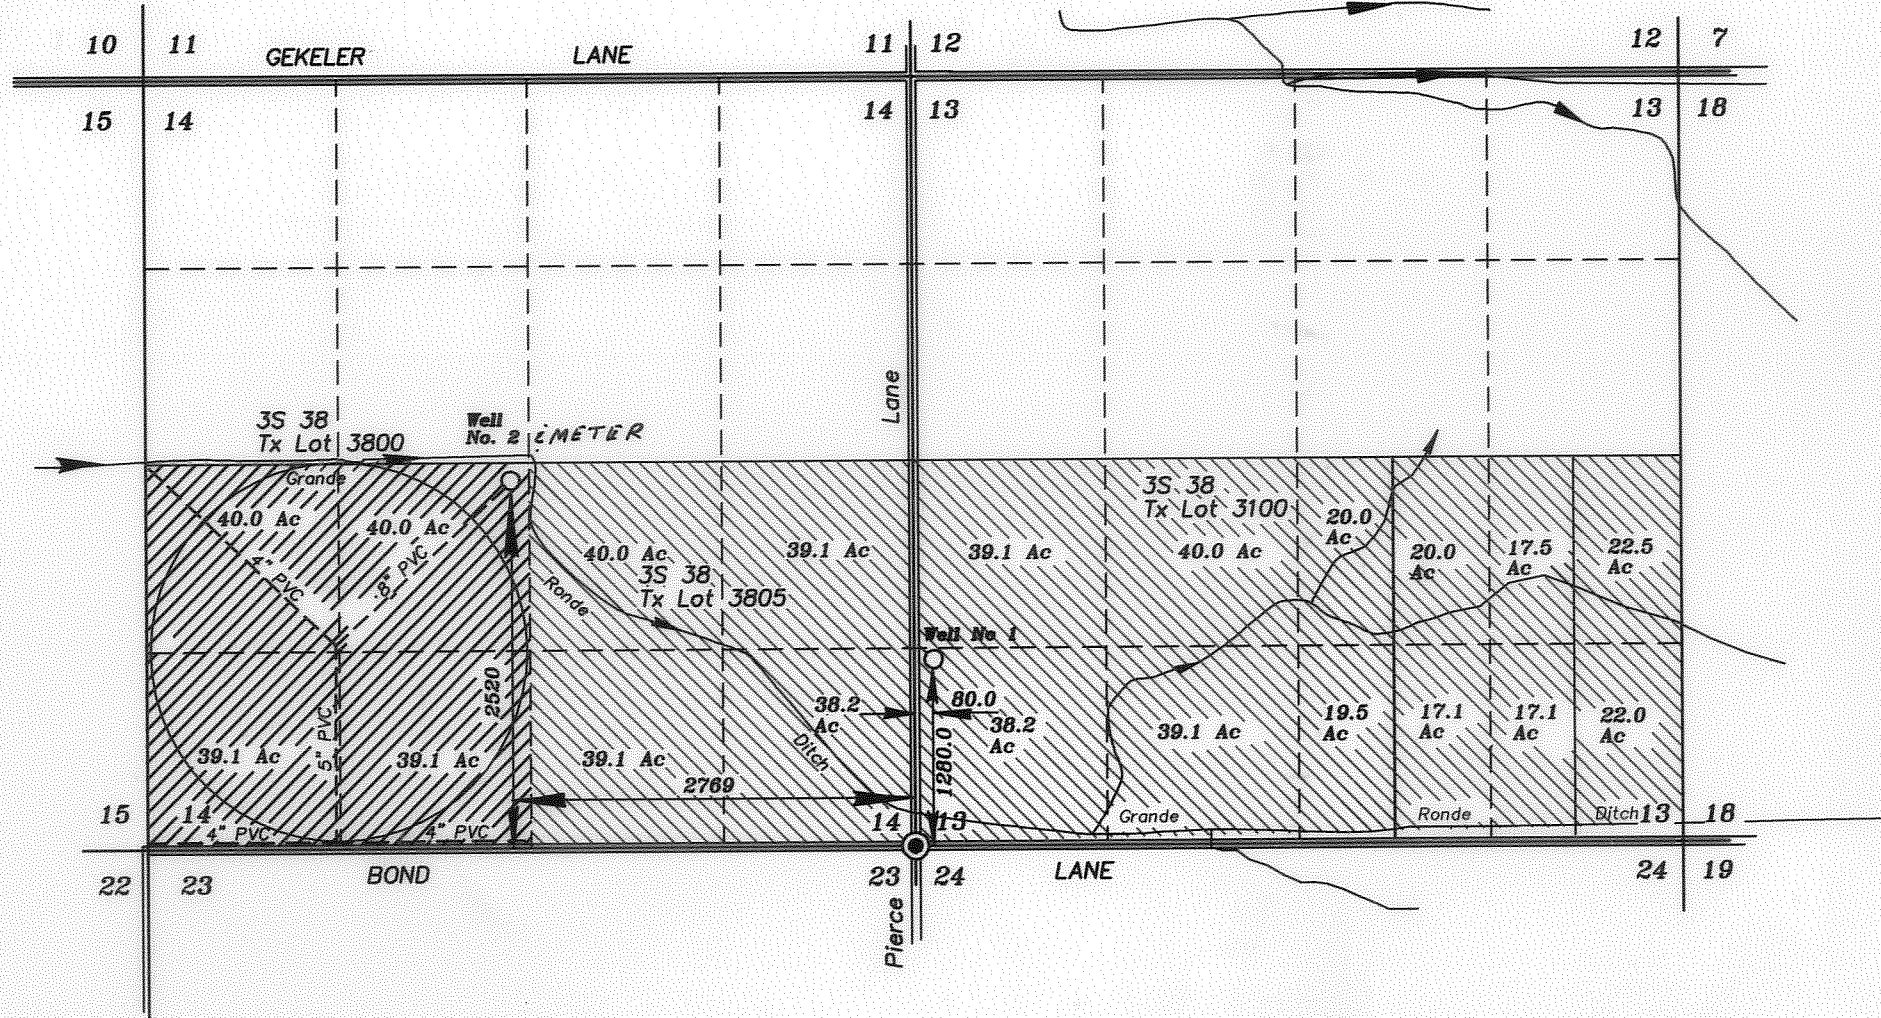 10 11 11 12 12 7
GEKELER LANE
15 14 14 13 13 18
Lane
3S 38
Tx Lot 3800
Well
No. 2 & METER
Grande
40.0 Ac
40.0 Ac
4" PVC
8" PVC
40.0 Ac
39.1 Ac
3S 38
Tx Lot 3805
Ronde
39.1 Ac
3S 38
Tx Lot 3100
40.0 Ac
20.0
Ac
20.0
Ac
17.5
Ac
22.5
Ac
Well No 1
2520
5" PVC
39.1 Ac
39.1 Ac
39.1 Ac
38.2
Ac
Ditch
2769
80.0
38.2
Ac
1280.0
39.1 Ac
19.5
Ac
17.1
Ac
17.1
Ac
22.0
Ac
4" PVC
4" PVC
Grande Ronde Ditch
15 14 14 13 13 18
BOND LANE
22 23 23 24 24 19
Pierce